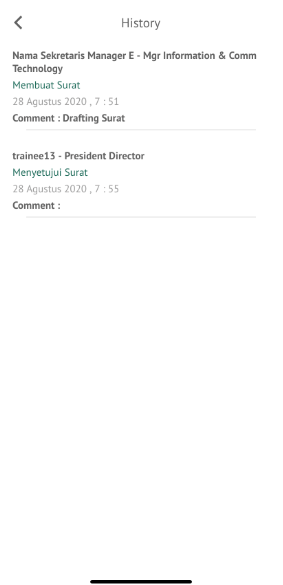 History
Nama Sekretaris Manager E - Mgr Information & Comm
Technology
Membuat Surat
28 Agustus 2020 , 7 : 51
Comment : Drafting Surat
trainee13 - President Director
Menyetujui Surat
28 Agustus 2020 , 7 : 55
Comment :